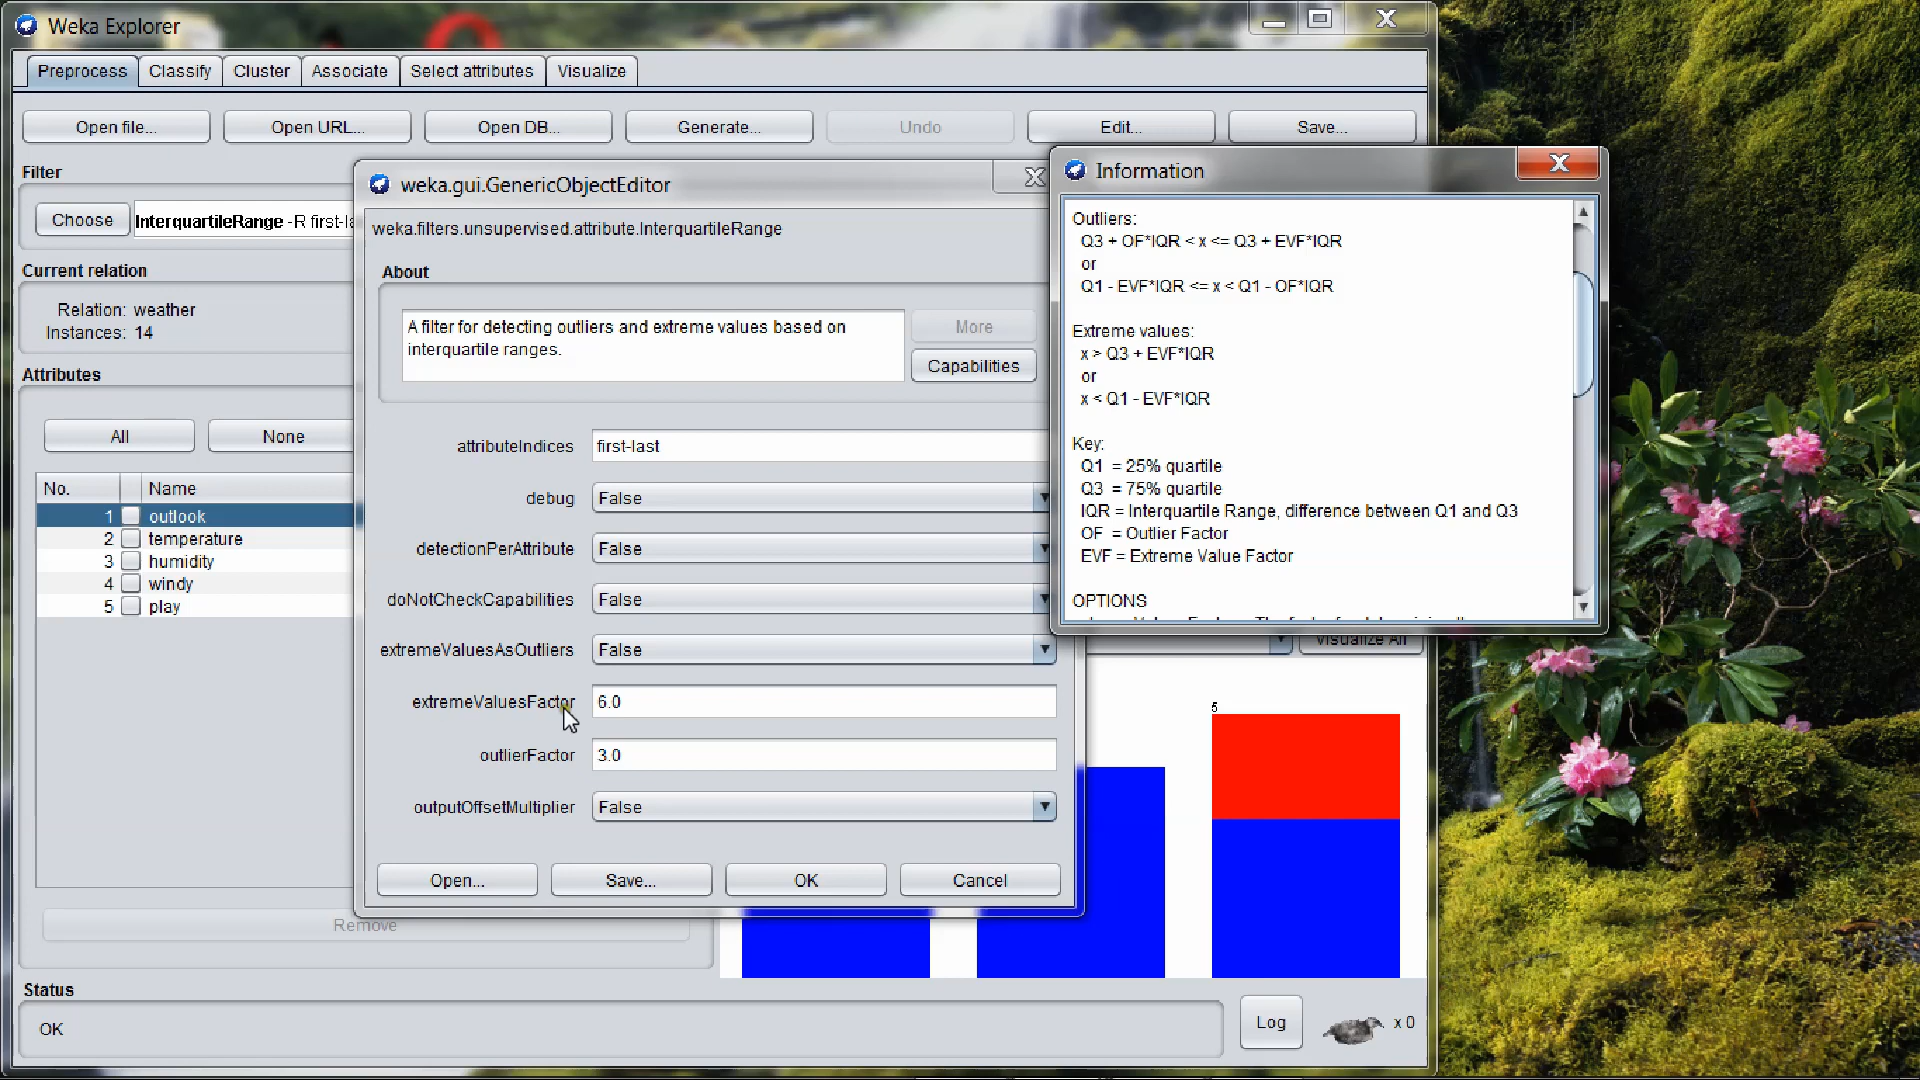 Weka Explorer
Preprocess
Classify
Cluster
Associate
Select attributes
Visualize
Open file...
Open URL...
Open DB...
Generate...
Undo
Edit...
Save...
Filter
Choose
InterquartileRange -R first-la
Current relation
Relation: weather
Instances: 14
Attributes
All
None
No.
Name
1 outlook
2 temperature
3 humidity
4 windy
5 play
Remove
Status
OK
Log
x 0
weka.gui.GenericObjectEditor
weka.filters.unsupervised.attribute.InterquartileRange
About
A filter for detecting outliers and extreme values based on
interquartile ranges.
More
Capabilities
attributeIndices first-last
debug False
detectionPerAttribute False
doNotCheckCapabilities False
extremeValuesAsOutliers False
extremeValuesFactor 6.0
outlierFactor 3.0
outputOffsetMultiplier False
Open...
Save...
OK
Cancel
Information
Outliers:
Q3 + OF*IQR < x <= Q3 + EVF*IQR
or
Q1 - EVF*IQR <= x < Q1 - OF*IQR
Extreme values:
x > Q3 + EVF*IQR
or
x < Q1 - EVF*IQR
Key:
Q1 = 25% quartile
Q3 = 75% quartile
IQR = Interquartile Range, difference between Q1 and Q3
OF = Outlier Factor
EVF = Extreme Value Factor
OPTIONS
Visualize All
5